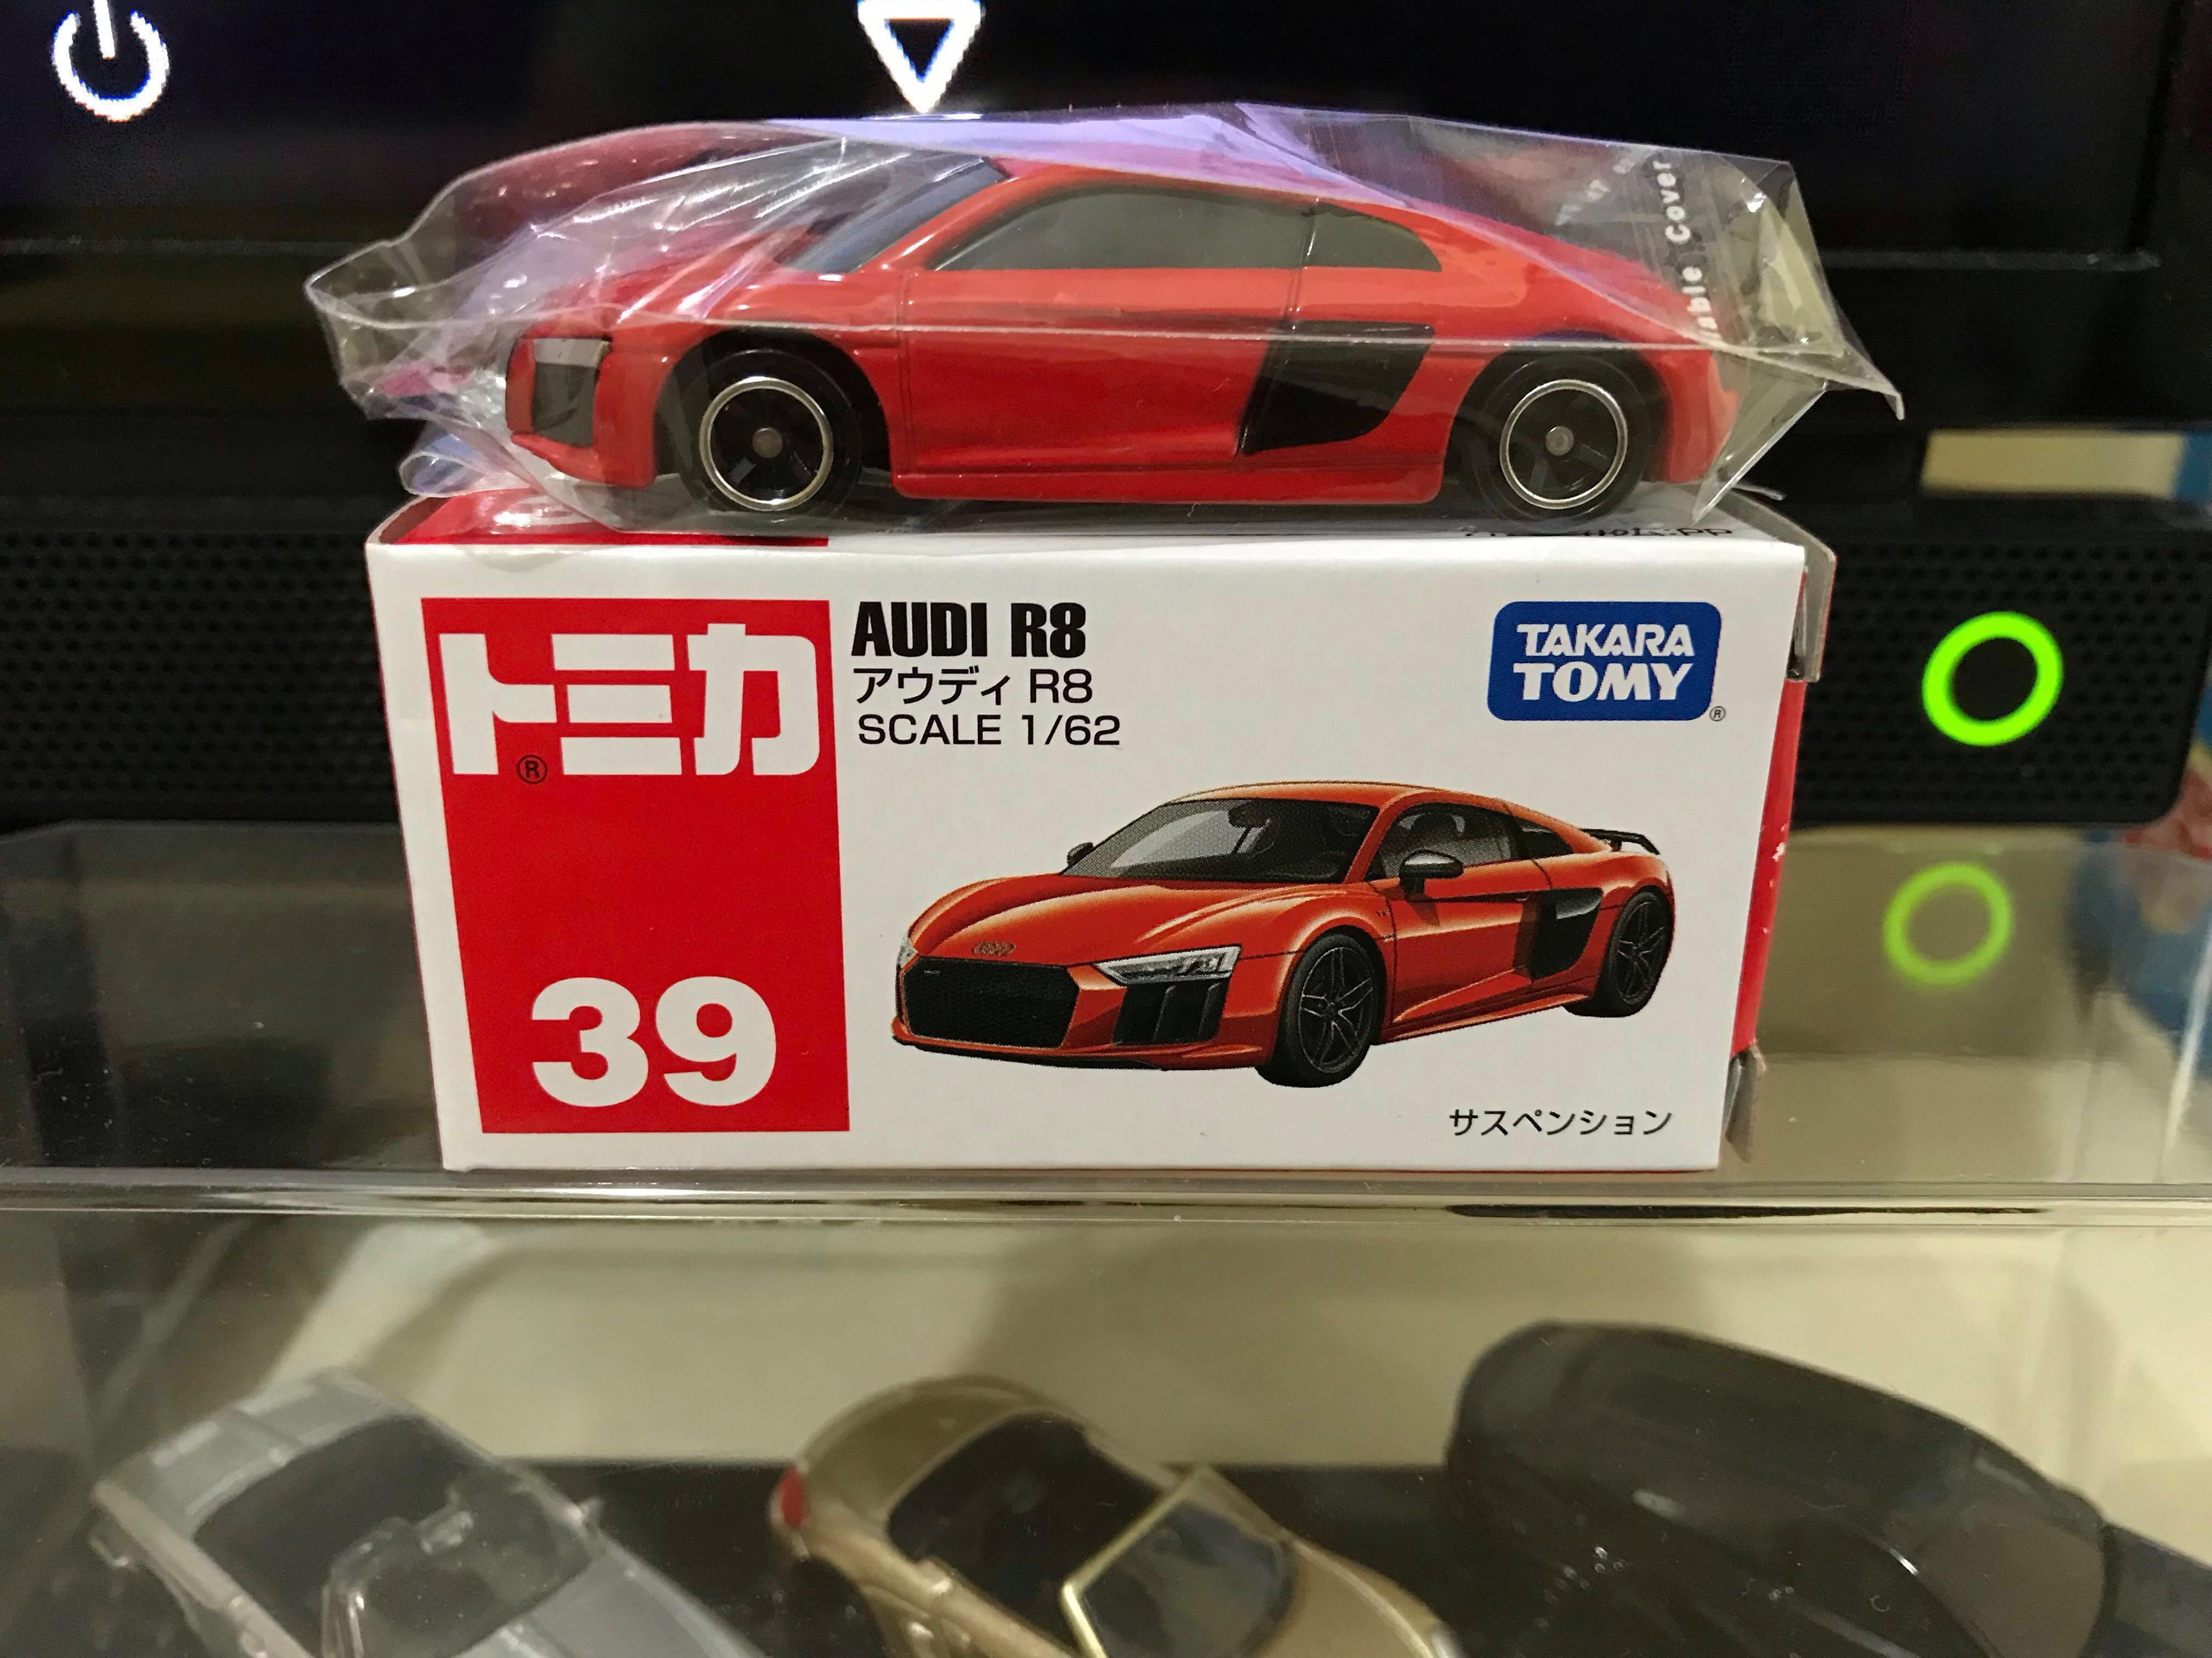 トミカ
®
39
AUDI R8
アウディ R8
SCALE 1/62
TAKARA
TOMY
®
サスペンション
Cover